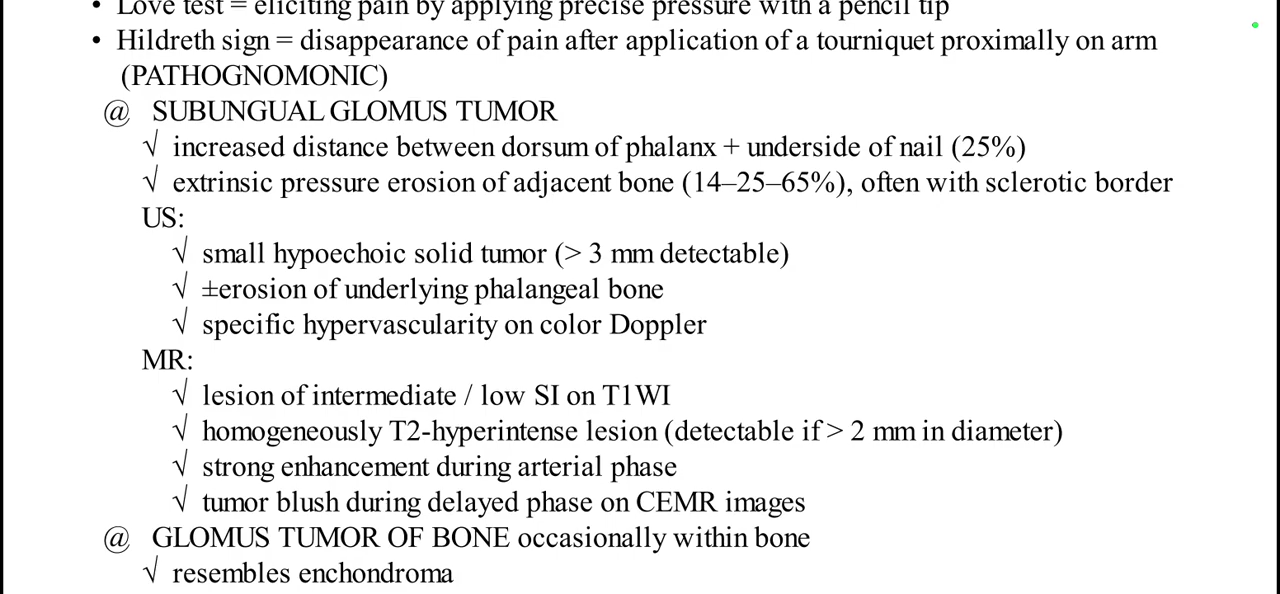 • Love test = eliciting pain by applying precise pressure with a pencil tip
• Hildreth sign = disappearance of pain after application of a tourniquet proximally on arm
(PATHOGNOMONIC)
@ SUBUNGUAL GLOMUS TUMOR
√ increased distance between dorsum of phalanx + underside of nail (25%)
√ extrinsic pressure erosion of adjacent bone (14–25–65%), often with sclerotic border
US:
√ small hypoechoic solid tumor (> 3 mm detectable)
√ ±erosion of underlying phalangeal bone
√ specific hypervascularity on color Doppler
MR:
√ lesion of intermediate / low SI on T1WI
√ homogeneously T2-hyperintense lesion (detectable if > 2 mm in diameter)
√ strong enhancement during arterial phase
√ tumor blush during delayed phase on CEMR images
@ GLOMUS TUMOR OF BONE occasionally within bone
√ resembles enchondroma